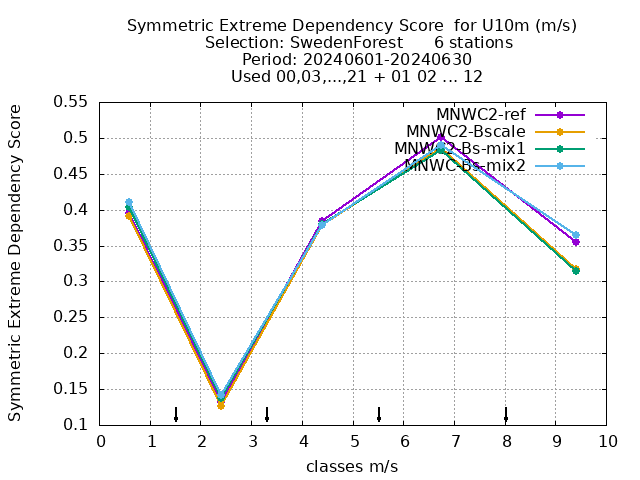 Symmetric Extreme Dependency Score for U10m (m/s)
Selection: SwedenForest 6 stations
Period: 20240601-20240630
Used 00,03,...,21 + 01 02 ... 12
Symmetric Extreme Dependency Score
0.55
0.5
0.45
0.4
0.35
0.3
0.25
0.2
0.15
0.1
MNWC2-ref
MNWC2-Bscale
MNWC2-Bs-mix1
MNWC-Bs-mix2
0 1 2 3 4 5 6 7 8 9 10
classes m/s